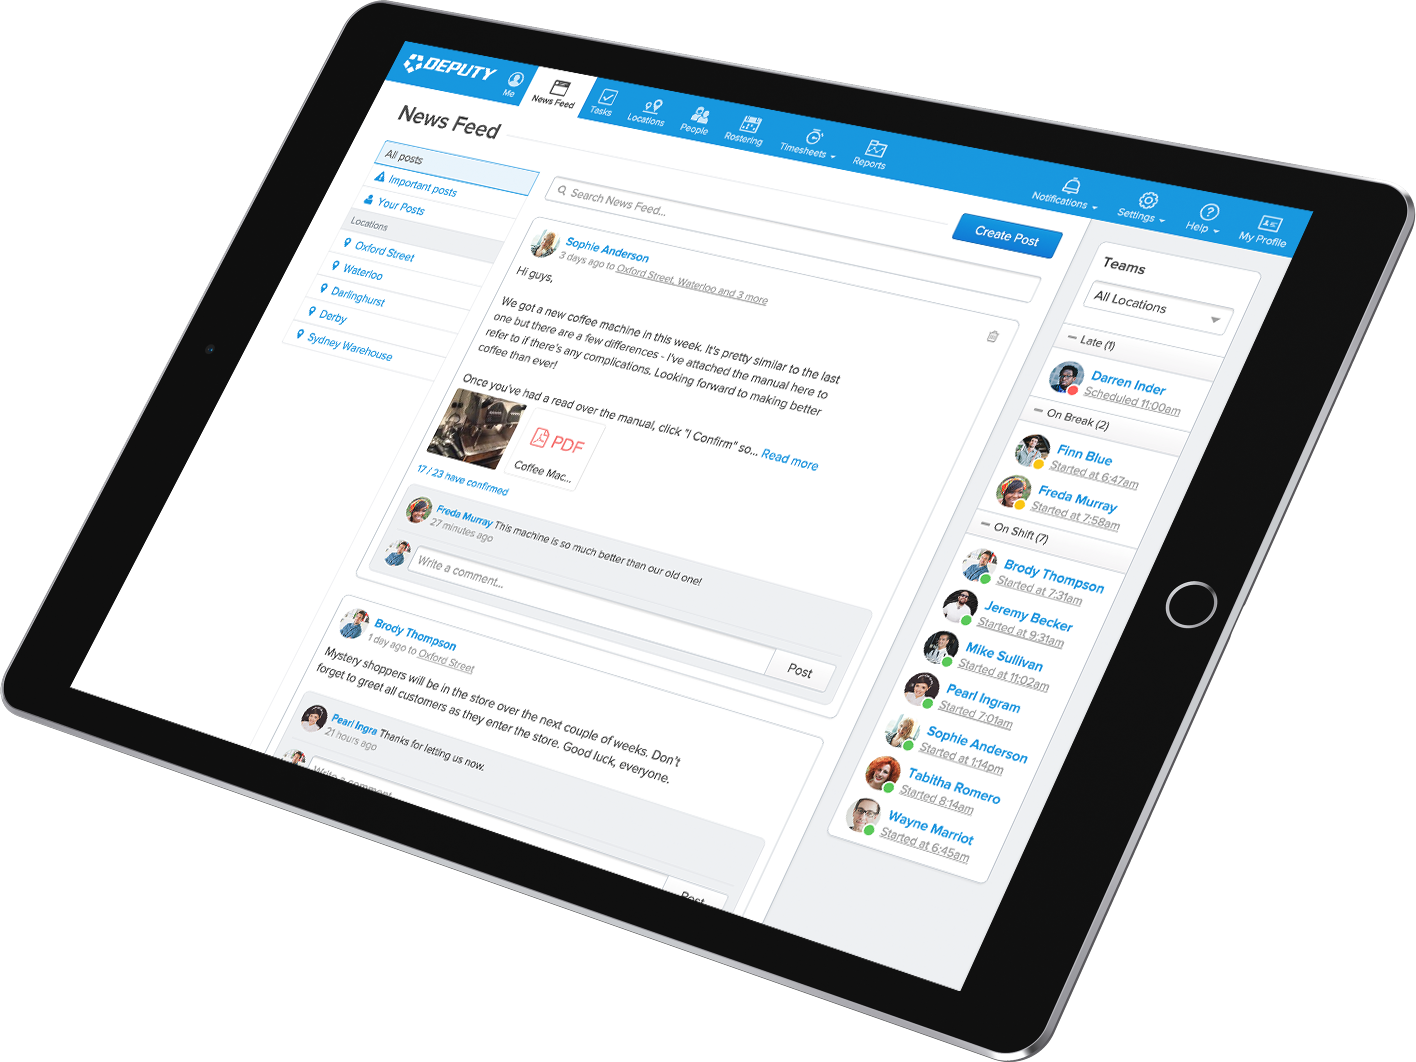 DEPUTY
Me
News Feed
Tasks
Locations
People
Rostering
Timesheets
Reports
Notifications
Settings
Help
My Profile
News Feed
All posts
Important posts
Your Posts
Locations
Oxford Street
Waterloo
Darlinghurst
Derby
Sydney Warehouse
Search News Feed...
Create Post
Sophie Anderson
3 days ago to Oxford Street, Waterloo and 3 more
Hi guys,
We got a new coffee machine in this week. It's pretty similar to the last
one but there are a few differences - I've attached the manual here to
refer to if there's any complications. Looking forward to making better
coffee than ever!
Once you've had a read over the manual, click "I Confirm" so... Read more
PDF
Coffee Mac...
17 / 23 have confirmed
Freda Murray This machine is so much better than our old one!
27 minutes ago
Write a comment...
Post
Brody Thompson
1 day ago to Oxford Street
Mystery shoppers will be in the store over the next couple of weeks. Don't
forget to greet all customers as they enter the store. Good luck, everyone.
Pearl Ingra Thanks for letting us now.
21 hours ago
Write a comment
Post
Teams
All Locations
Late (1)
Darren Inder
Scheduled 11:00am
On Break (2)
Finn Blue
Started at 6:47am
Freda Murray
Started at 7:58am
On Shift (7)
Brody Thompson
Started at 7:31am
Jeremy Becker
Started at 9:31am
Mike Sullivan
Started at 11:02am
Pearl Ingram
Started 7:01am
Sophie Anderson
Started at 1:14pm
Tabitha Romero
Started 8:14am
Wayne Marriot
Started at 6:45am